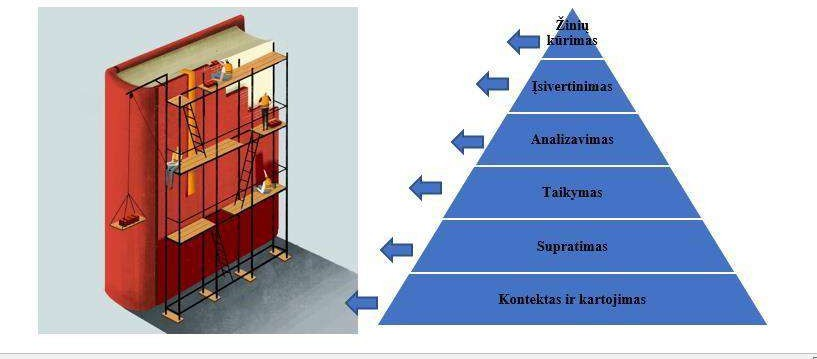 Žinių
kūrimas
Įsivertinimas
Analizavimas
Taikymas
Supratimas
Kontektas ir kartojimas